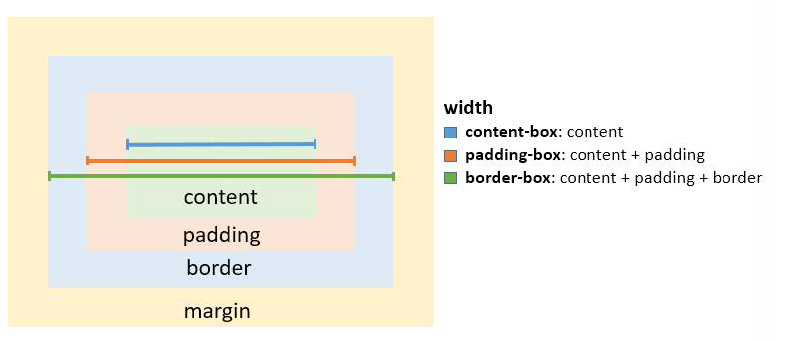 content
padding
border
margin
width
content-box: content
padding-box: content + padding
border-box: content + padding + border